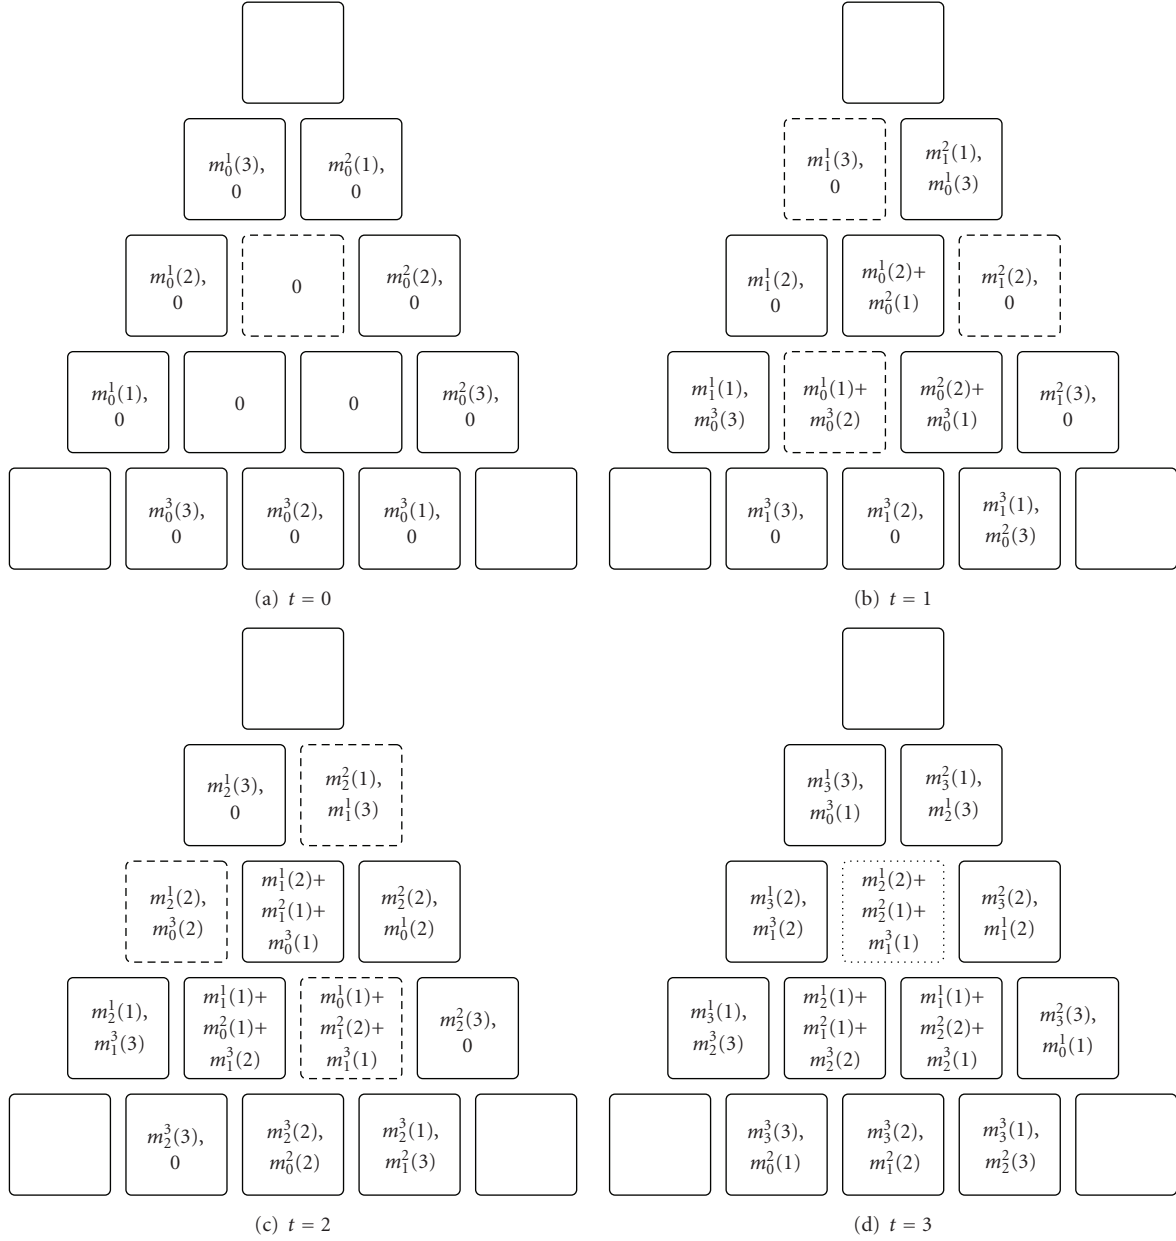 m_0^1(3),
0
m_0^2(1),
0
m_0^1(2),
0
0
m_0^2(2),
0
m_0^1(1),
0
0
0
m_0^2(3),
0
m_0^3(3),
0
m_0^3(2),
0
m_0^3(1),
0
(a) t = 0
m_1^1(3),
0
m_1^2(1),
m_0^1(3)
m_1^1(2),
0
m_0^1(2)+
m_0^2(1)
m_1^2(2),
0
m_1^1(1),
m_0^3(3)
m_0^1(1)+
m_0^3(2)
m_0^2(2)+
m_0^3(1)
m_1^2(3),
0
m_1^3(3),
0
m_1^3(2),
0
m_1^3(1),
m_0^2(3)
(b) t = 1
m_2^1(3),
0
m_2^2(1),
m_1^1(3)
m_2^1(2),
m_0^3(2)
m_1^1(2)+
m_1^2(1)+
m_0^3(1)
m_2^2(2),
m_0^1(2)
m_2^1(1),
m_1^3(3)
m_1^1(1)+
m_0^2(1)+
m_1^3(2)
m_0^1(1)+
m_1^2(2)+
m_1^3(1)
m_2^2(3),
0
m_2^3(3),
0
m_2^3(2),
m_0^2(2)
m_2^3(1),
m_1^2(3)
(c) t = 2
m_3^1(3),
m_0^3(1)
m_3^2(1),
m_2^1(3)
m_3^1(2),
m_1^3(2)
m_2^1(2)+
m_2^2(1)+
m_1^3(1)
m_3^2(2),
m_1^1(2)
m_3^1(1),
m_2^3(3)
m_2^1(1)+
m_1^2(1)+
m_2^3(2)
m_1^1(1)+
m_2^2(2)+
m_2^3(1)
m_3^2(3),
m_0^1(1)
m_3^3(3),
m_0^2(1)
m_3^3(2),
m_1^2(2)
m_3^3(1),
m_2^2(3)
(d) t = 3